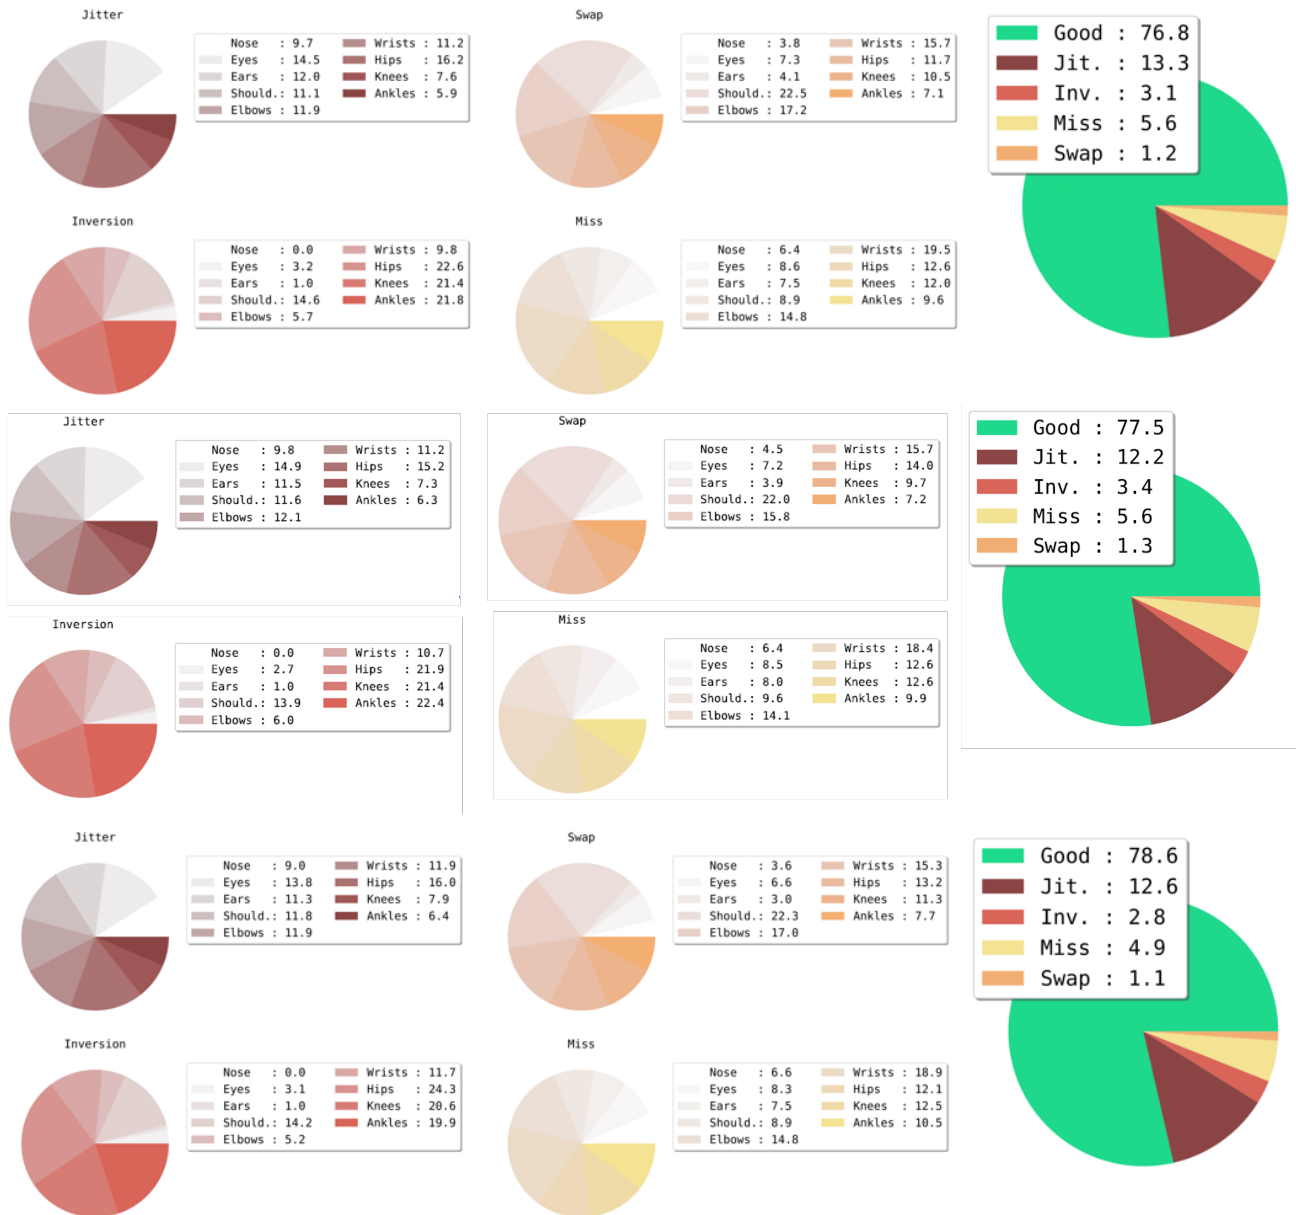 Jitter
Nose : 9.7
Eyes : 14.5
Ears : 12.0
Should.: 11.1
Elbows : 11.9
Wrists : 11.2
Hips : 16.2
Knees : 7.6
Ankles : 5.9
Swap
Nose : 3.8
Eyes : 7.3
Ears : 4.1
Should. : 22.5
Elbows : 17.2
Wrists : 15.7
Hips : 11.7
Knees : 10.5
Ankles : 7.1
Good : 76.8
Jit. : 13.3
Inv. : 3.1
Miss : 5.6
Swap : 1.2
Inversion
Nose : 0.0
Eyes : 3.2
Ears : 1.0
Should.: 14.6
Elbows : 5.7
Wrists : 9.8
Hips : 22.6
Knees : 21.4
Ankles : 21.8
Miss
Nose : 6.4
Eyes : 8.6
Ears : 7.5
Should.: 8.9
Elbows : 14.8
Wrists : 19.5
Hips : 12.6
Knees : 12.0
Ankles : 9.6
Jitter
Nose : 9.8
Eyes : 14.9
Ears : 11.5
Should.: 11.6
Elbows : 12.1
Wrists : 11.2
Hips : 15.2
Knees : 7.3
Ankles : 6.3
Swap
Nose : 4.5
Eyes : 7.2
Ears : 3.9
Should.: 22.0
Elbows : 15.8
Wrists : 15.7
Hips : 14.0
Knees : 9.7
Ankles : 7.2
Good : 77.5
Jit. : 12.2
Inv. : 3.4
Miss : 5.6
Swap : 1.3
Inversion
Nose : 0.0
Eyes : 2.7
Ears : 1.0
Should.: 13.9
Elbows : 6.0
Wrists : 10.7
Hips : 21.9
Knees : 21.4
Ankles : 22.4
Miss
Nose : 6.4
Eyes : 8.5
Ears : 8.0
Should.: 9.6
Elbows : 14.1
Wrists : 18.4
Hips : 12.6
Knees : 12.6
Ankles : 9.9
Jitter
Nose : 9.0
Eyes : 13.8
Ears : 11.3
Should.: 11.8
Elbows : 11.9
Wrists : 11.9
Hips : 16.0
Knees : 7.9
Ankles : 6.4
Swap
Nose : 3.6
Eyes : 6.6
Ears : 3.0
Should.: 22.3
Elbows : 17.0
Wrists : 15.3
Hips : 13.2
Knees : 11.3
Ankles : 7.7
Good : 78.6
Jit. : 12.6
Inv. : 2.8
Miss : 4.9
Swap : 1.1
Inversion
Nose : 0.0
Eyes : 3.1
Ears : 1.0
Should.: 14.2
Elbows : 5.2
Wrists : 11.7
Hips : 24.3
Knees : 20.6
Ankles : 19.9
Miss
Nose : 6.6
Eyes : 8.3
Ears : 7.5
Should.: 8.9
Elbows : 14.8
Wrists : 18.9
Hips : 12.1
Knees : 12.5
Ankles : 10.5